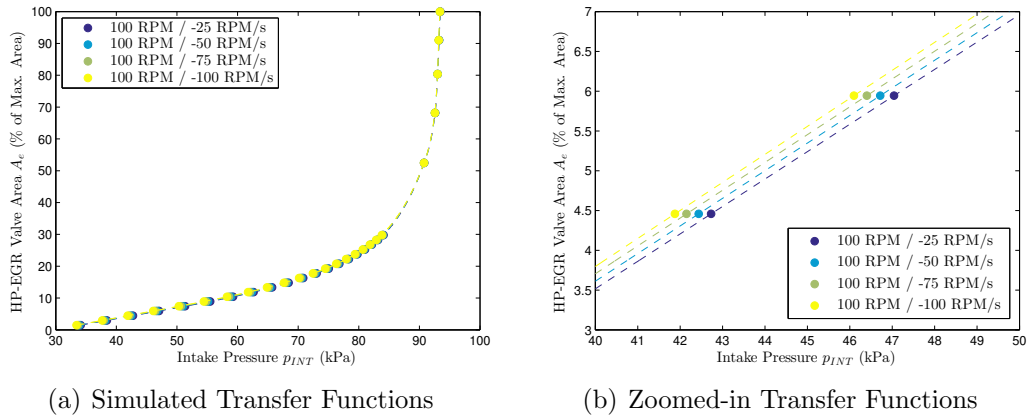 100
90
80
70
60
50
40
30
20
10
0
30 40 50 60 70 80 90 100
HP-EGR Valve Area A_e (% of Max. Area)
Intake Pressure p_INT (kPa)
100 RPM / -25 RPM/s
100 RPM / -50 RPM/s
100 RPM / -75 RPM/s
100 RPM / -100 RPM/s
(a) Simulated Transfer Functions
7
6.5
6
5.5
5
4.5
4
3.5
3
40 41 42 43 44 45 46 47 48 49 50
HP-EGR Valve Area A_e (% of Max. Area)
Intake Pressure p_INT (kPa)
100 RPM / -25 RPM/s
100 RPM / -50 RPM/s
100 RPM / -75 RPM/s
100 RPM / -100 RPM/s
(b) Zoomed-in Transfer Functions